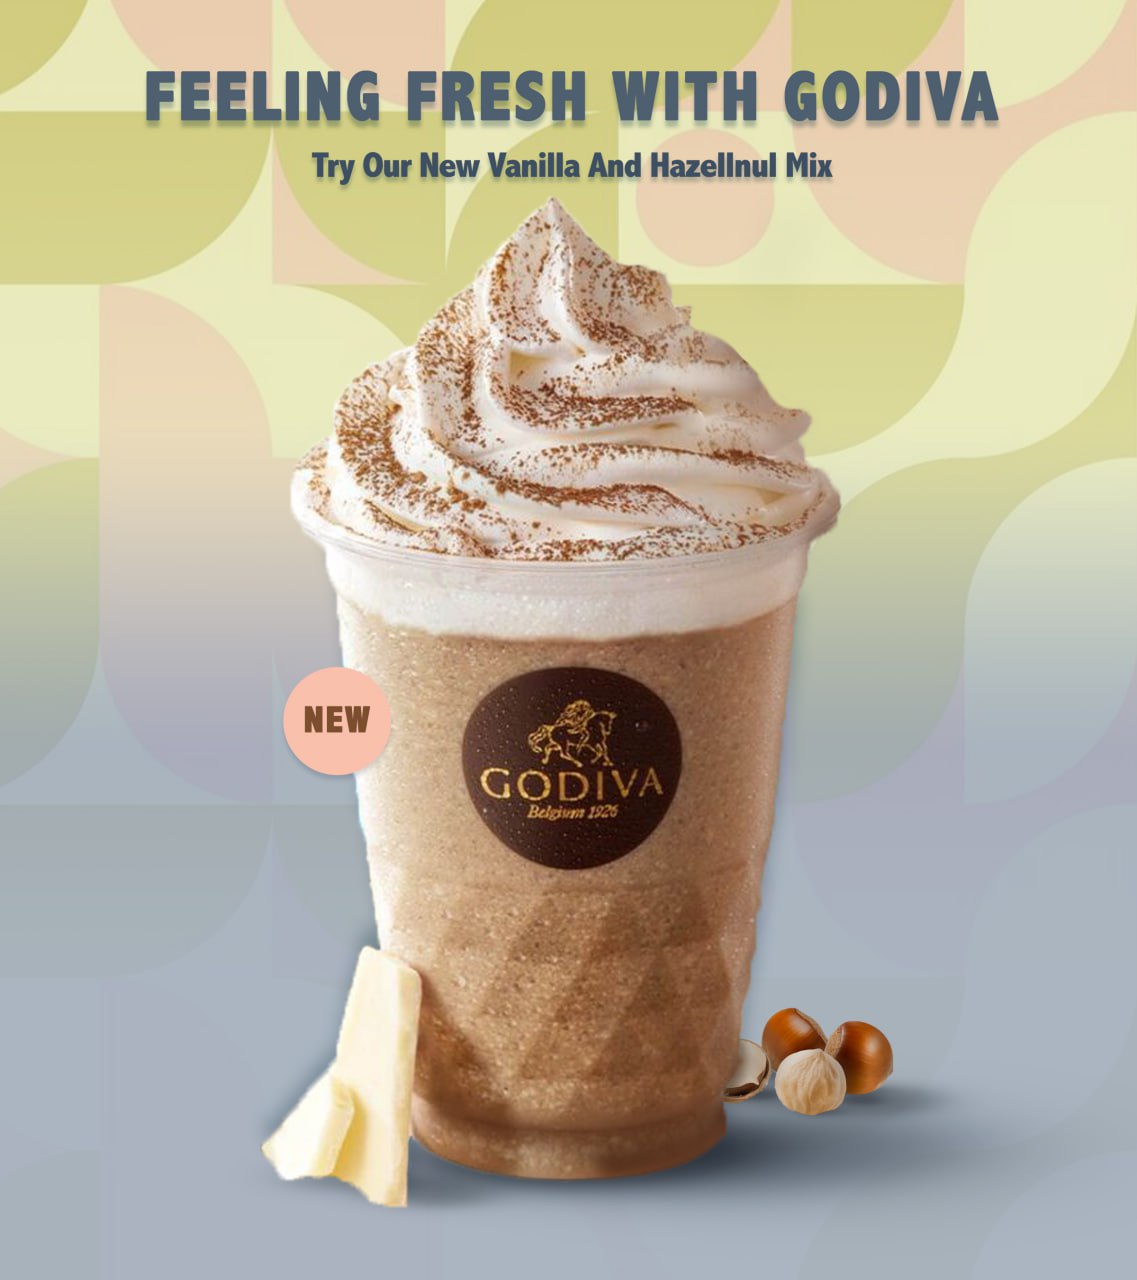 FEELING FRESH WITH GODIVA
Try Our New Vanilla And Hazellnul Mix
NEW
GODIVA
Belgium 1926